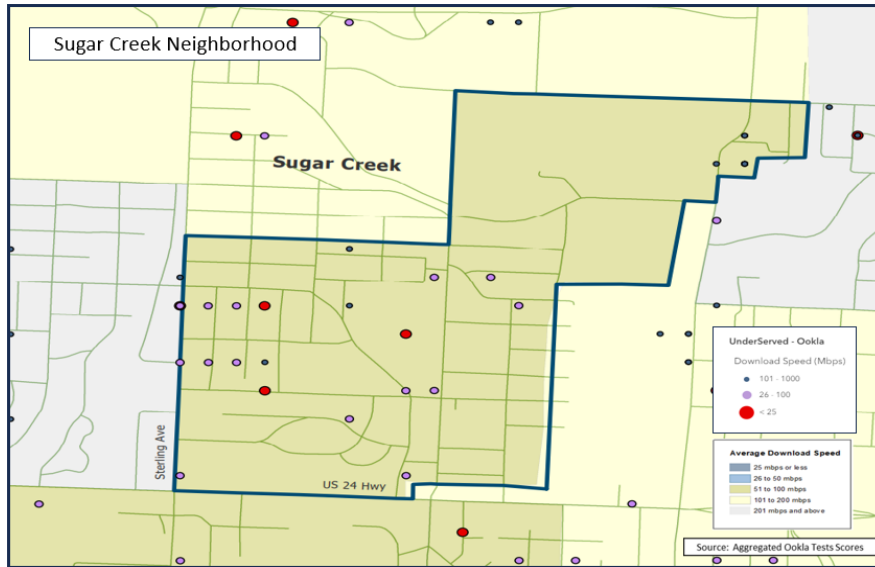 Sugar Creek Neighborhood
Sugar Creek
Sterling Ave
US 24 Hwy
UnderServed - Ookla
Download Speed (Mbps)
101 - 1000
26 - 100
< 25
Average Download Speed
25 mbps or less
26 to 50 mbps
51 to 100 mbps
101 to 200 mbps
201 mbps and above
Source: Aggregated Ookla Tests Scores